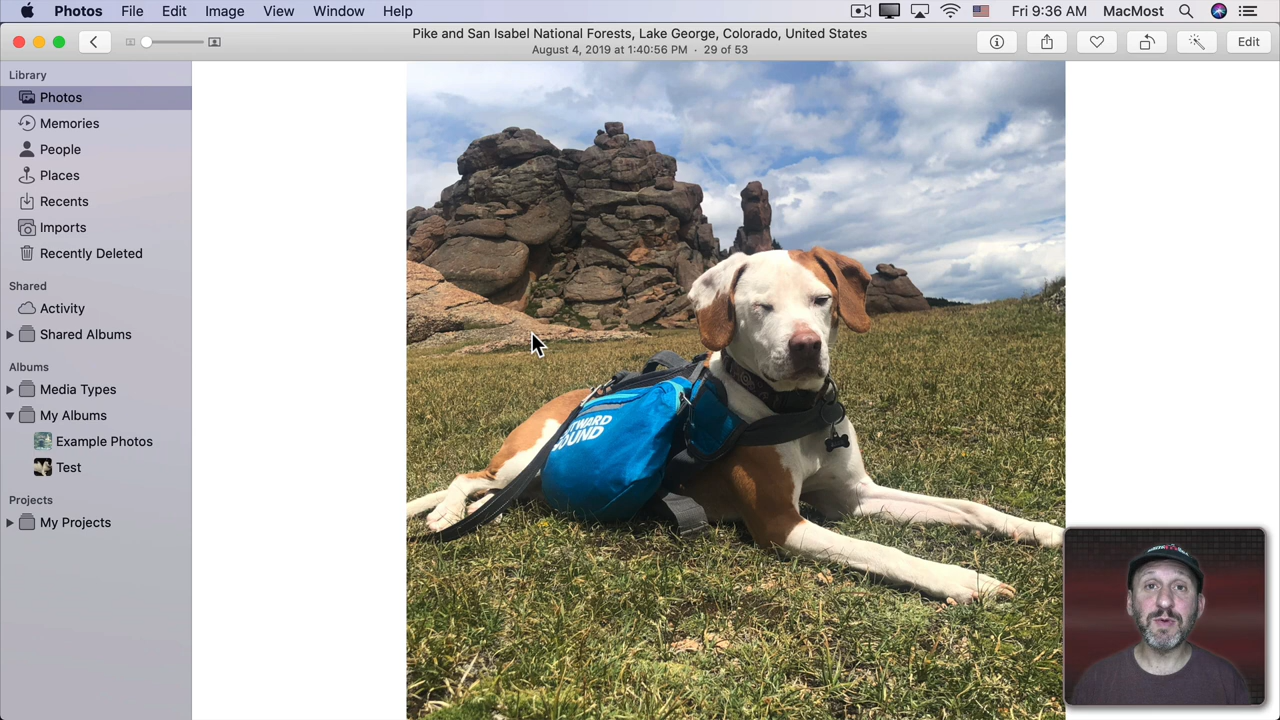 Photos File Edit Image View Window Help Fri 9:36 AM MacMost
Pike and San Isabel National Forests, Lake George, Colorado, United States
August 4, 2019 at 1:40:56 PM · 29 of 53
Edit
Library
Photos
Memories
People
Places
Recents
Imports
Recently Deleted
Shared
Activity
Shared Albums
Albums
Media Types
My Albums
Example Photos
Test
Projects
My Projects
TWARD
OUND